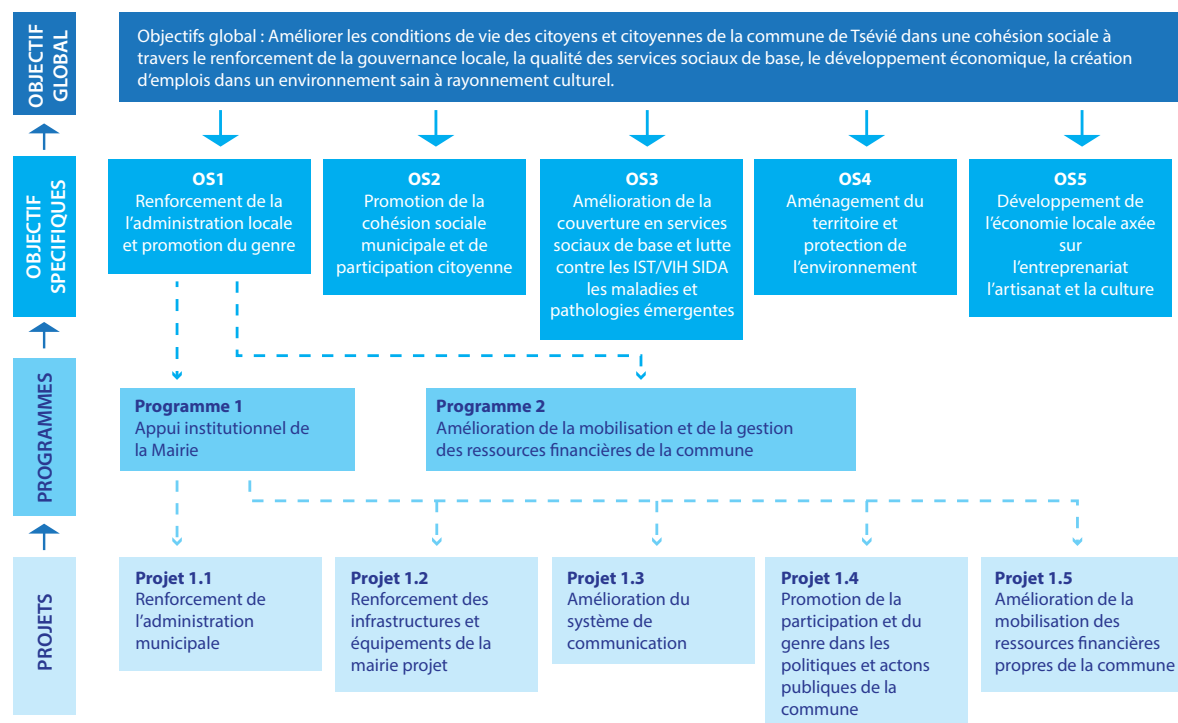 OBJECTIF
GLOBAL
Objectifs global : Améliorer les conditions de vie des citoyens et citoyennes de la commune de Tsévié dans une cohésion sociale à
travers le renforcement de la gouvernance locale, la qualité des services sociaux de base, le développement économique, la création
d'emplois dans un environnement sain à rayonnement culturel.
OBJECTIF
SPECIFIQUES
OS1
Renforcement de la
l'administration locale
et promotion du genre
OS2
Promotion de la
cohésion sociale
municipale et de
participation citoyenne
OS3
Amélioration de la
couverture en services
sociaux de base et lutte
contre les IST/VIH SIDA
les maladies et
pathologies émergentes
OS4
Aménagement du
territoire et
protection de
l'environnement
OS5
Développement de
l'économie locale axée
sur
l'entreprenariat
l'artisanat et la culture
PROGRAMMES
Programme 1
Appui institutionnel de
la Mairie
Programme 2
Amélioration de la mobilisation et de la gestion
des ressources financières de la commune
PROJETS
Projet 1.1
Renforcement de
l'administration
municipale
Projet 1.2
Renforcement des
infrastructures et
équipements de la
mairie projet
Projet 1.3
Amélioration du
système de
communication
Projet 1.4
Promotion de la
participation et du
genre dans les
politiques et actons
publiques de la
commune
Projet 1.5
Amélioration de la
mobilisation des
ressources financières
propres de la commune